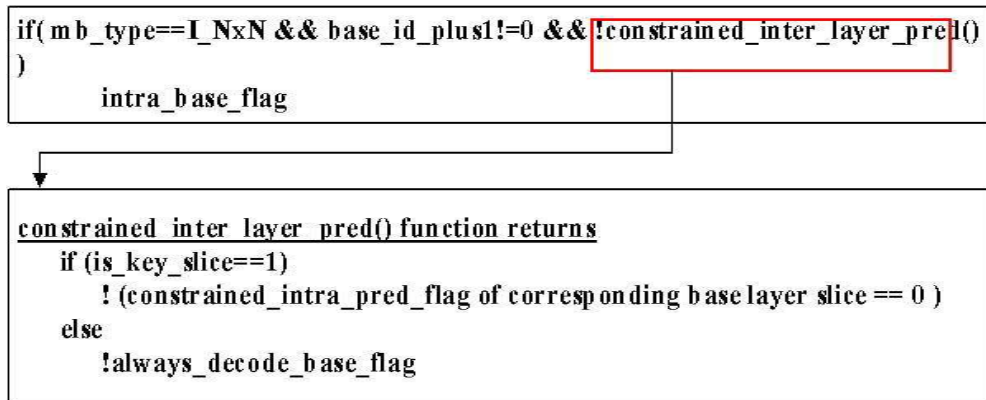 if( mb_type==I_NxN && base_id_plus1!=0 && !constrained_inter_layer_pred()
)
intra_base_flag
constrained_inter_layer_pred() function returns
if (is_key_slice==1)
! (constrained_intra_pred_flag of corresponding base layer slice == 0 )
else
!always_decode_base_flag